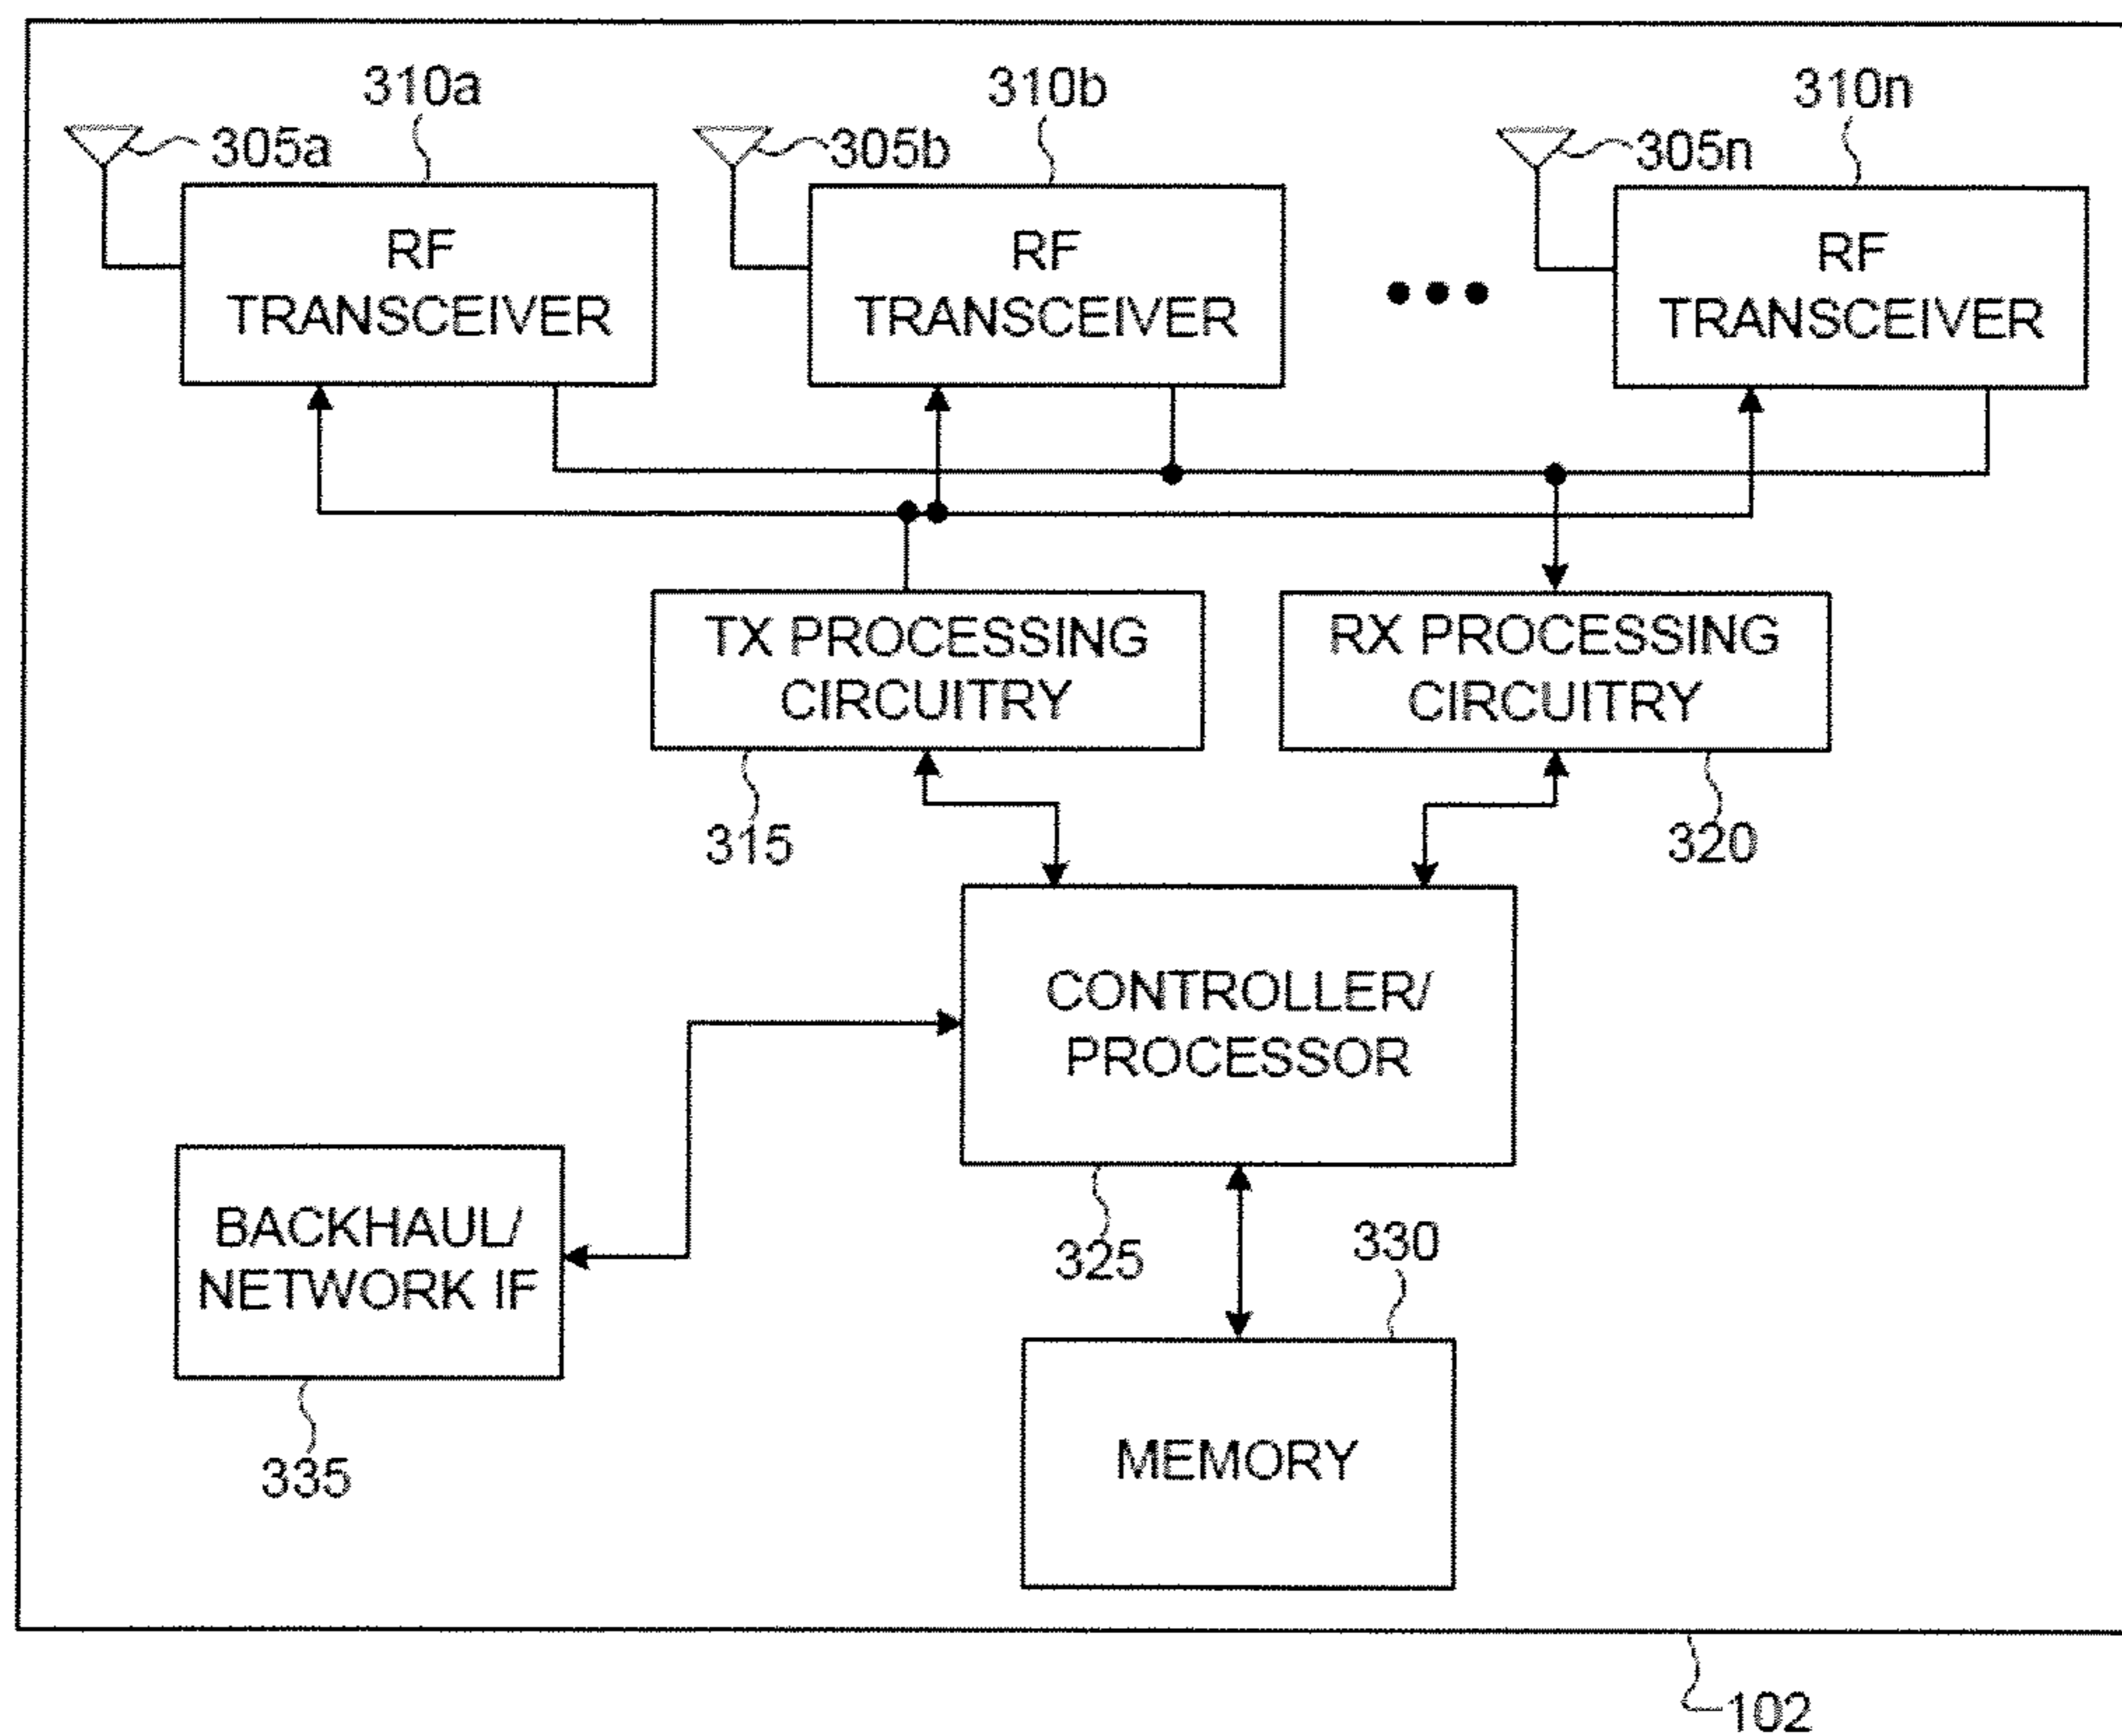 310a
310b
310n
305a
305b
305n
RF
TRANSCEIVER
RF
TRANSCEIVER
RF
TRANSCEIVER
TX PROCESSING
CIRCUITRY
RX PROCESSING
CIRCUITRY
315
320
CONTROLLER/
PROCESSOR
BACKHAUL/
NETWORK IF
325
330
335
MEMORY
102